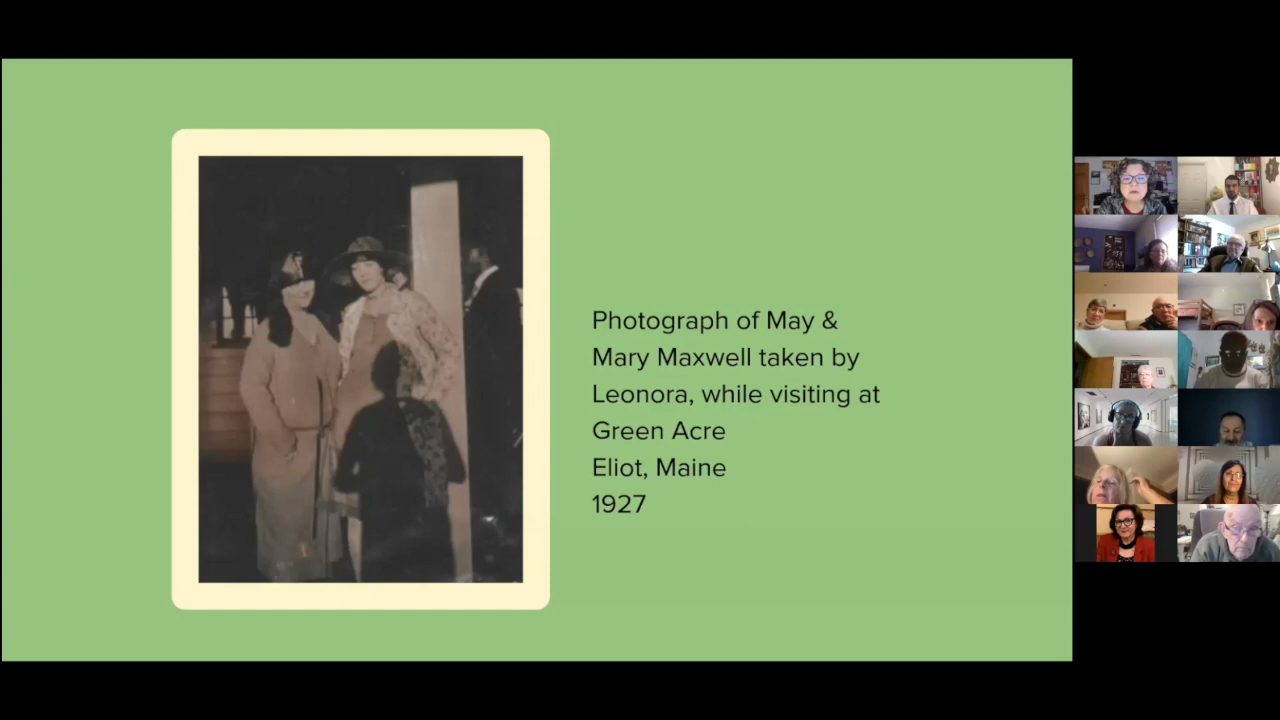 Photograph of May &
Mary Maxwell taken by
Leonora, while visiting at
Green Acre
Eliot, Maine
1927